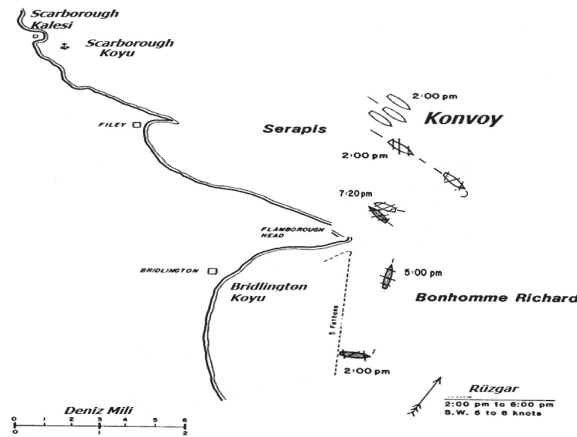 Scarborough
Kalesi
Scarborough
Koyu
2:00 pm
Konvoy
FILEY
Serapis
2:00 pm
7:20 pm
FLAMBOROUGH
HEAD
BRIDLINGTON
5:00 pm
Bridlington
Koyu
Bonhomme Richard
5 Fathoms
2:00 pm
Rüzgar
2:00 pm to 6:00 pm
S.W. 5 to 6 knots
Deniz Mili
0 1 2 3 4 5 6
0 1 2